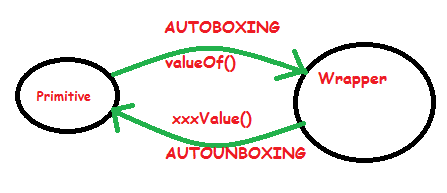 AUTOBOXING
valueOf()
Wrapper
Primitive
xxxValue()
AUTOUNBOXING